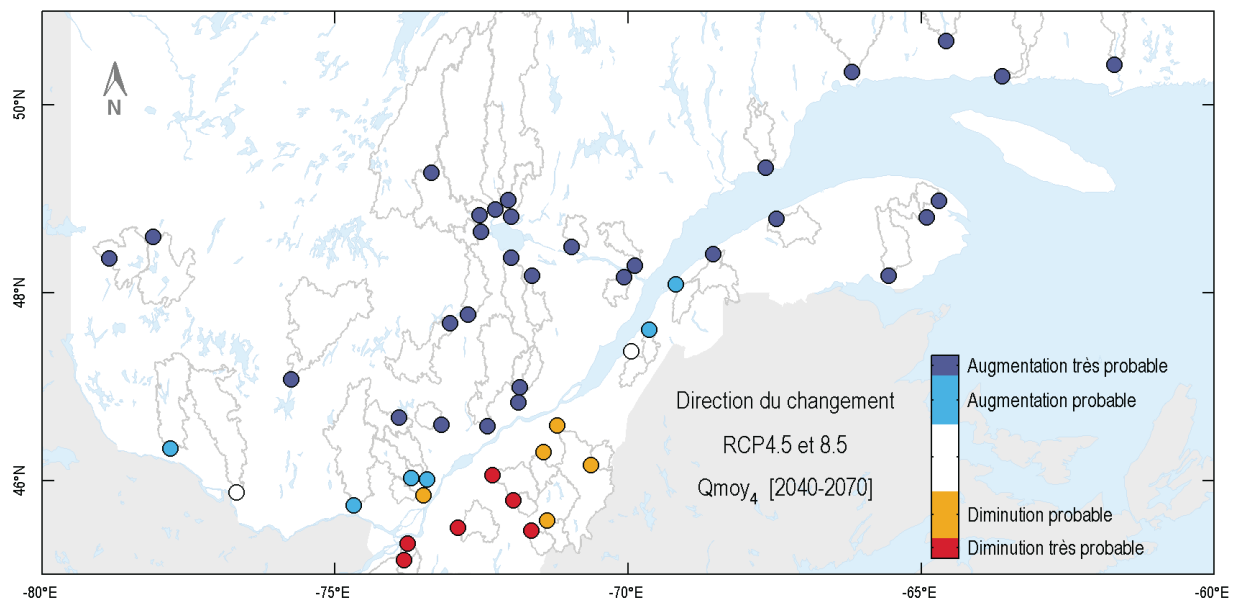 N
50°N
48°N
46°N
-80°E
-75°E
-70°E
-65°E
-60°E
Direction du changement
RCP4.5 et 8.5
Qmoy4 [2040-2070]
Augmentation très probable
Augmentation probable
Diminution probable
Diminution très probable